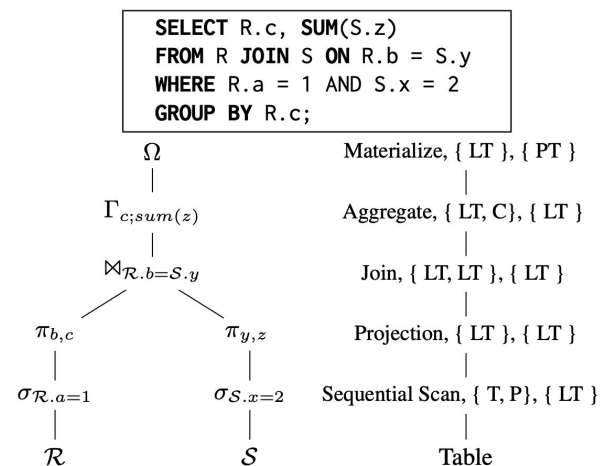 SELECT R.c, SUM(S.z)
FROM R JOIN S ON R.b = S.y
WHERE R.a = 1 AND S.x = 2
GROUP BY R.c;
Ω
Γc;sum(z)
⋈R.b=S.y
πb,c πy,z
σR.a=1 σS.x=2
R S
Materialize, { LT }, { PT }
Aggregate, { LT, C}, { LT }
Join, { LT, LT }, { LT }
Projection, { LT }, { LT }
Sequential Scan, { T, P}, { LT }
Table